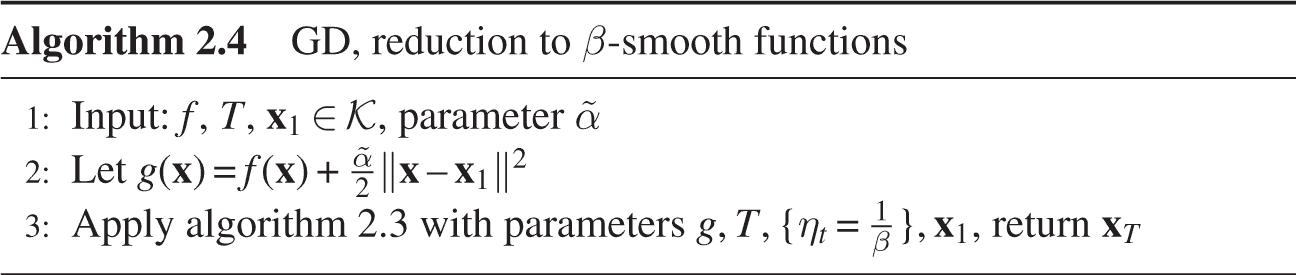 Algorithm 2.4 GD, reduction to β-smooth functions
1: Input: f, T, x₁ ∈ 𝒦, parameter α̃
2: Let g(x) = f(x) + α̃/2 ‖x – x₁‖²
3: Apply algorithm 2.3 with parameters g, T, {ηₜ = 1/β}, x₁, return x_T